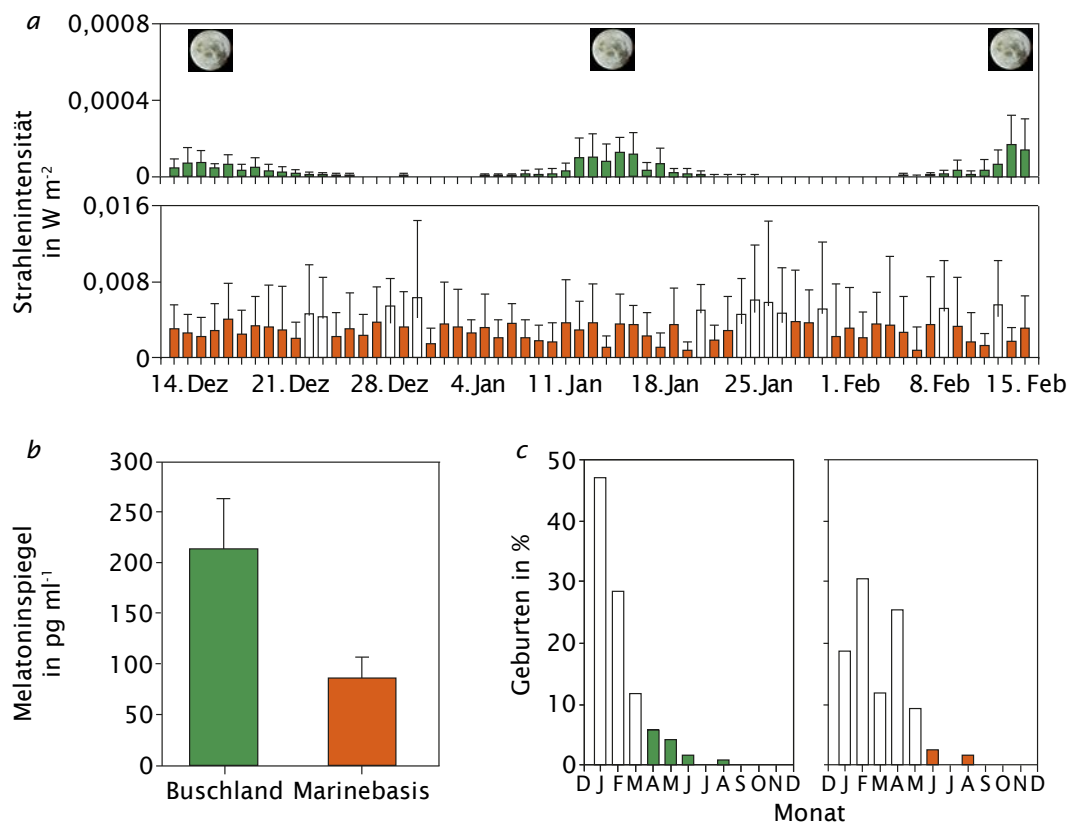 a
0,0008
0,0004
0
0,016
0,008
0
Strahlenintensität
in W m-2
14.Dez 21.Dez 28.Dez 4.Jan 11.Jan 18.Jan 25.Jan 1.Feb 8.Feb 15.Feb
b
300
250
200
150
100
50
0
Melatoninspiegel
in pg ml-1
Buschland Marinebasis
c
50
40
30
20
10
0
Geburten in %
D J F M A M J J A S O N D
D J F M A M J J A S O N D
Monat